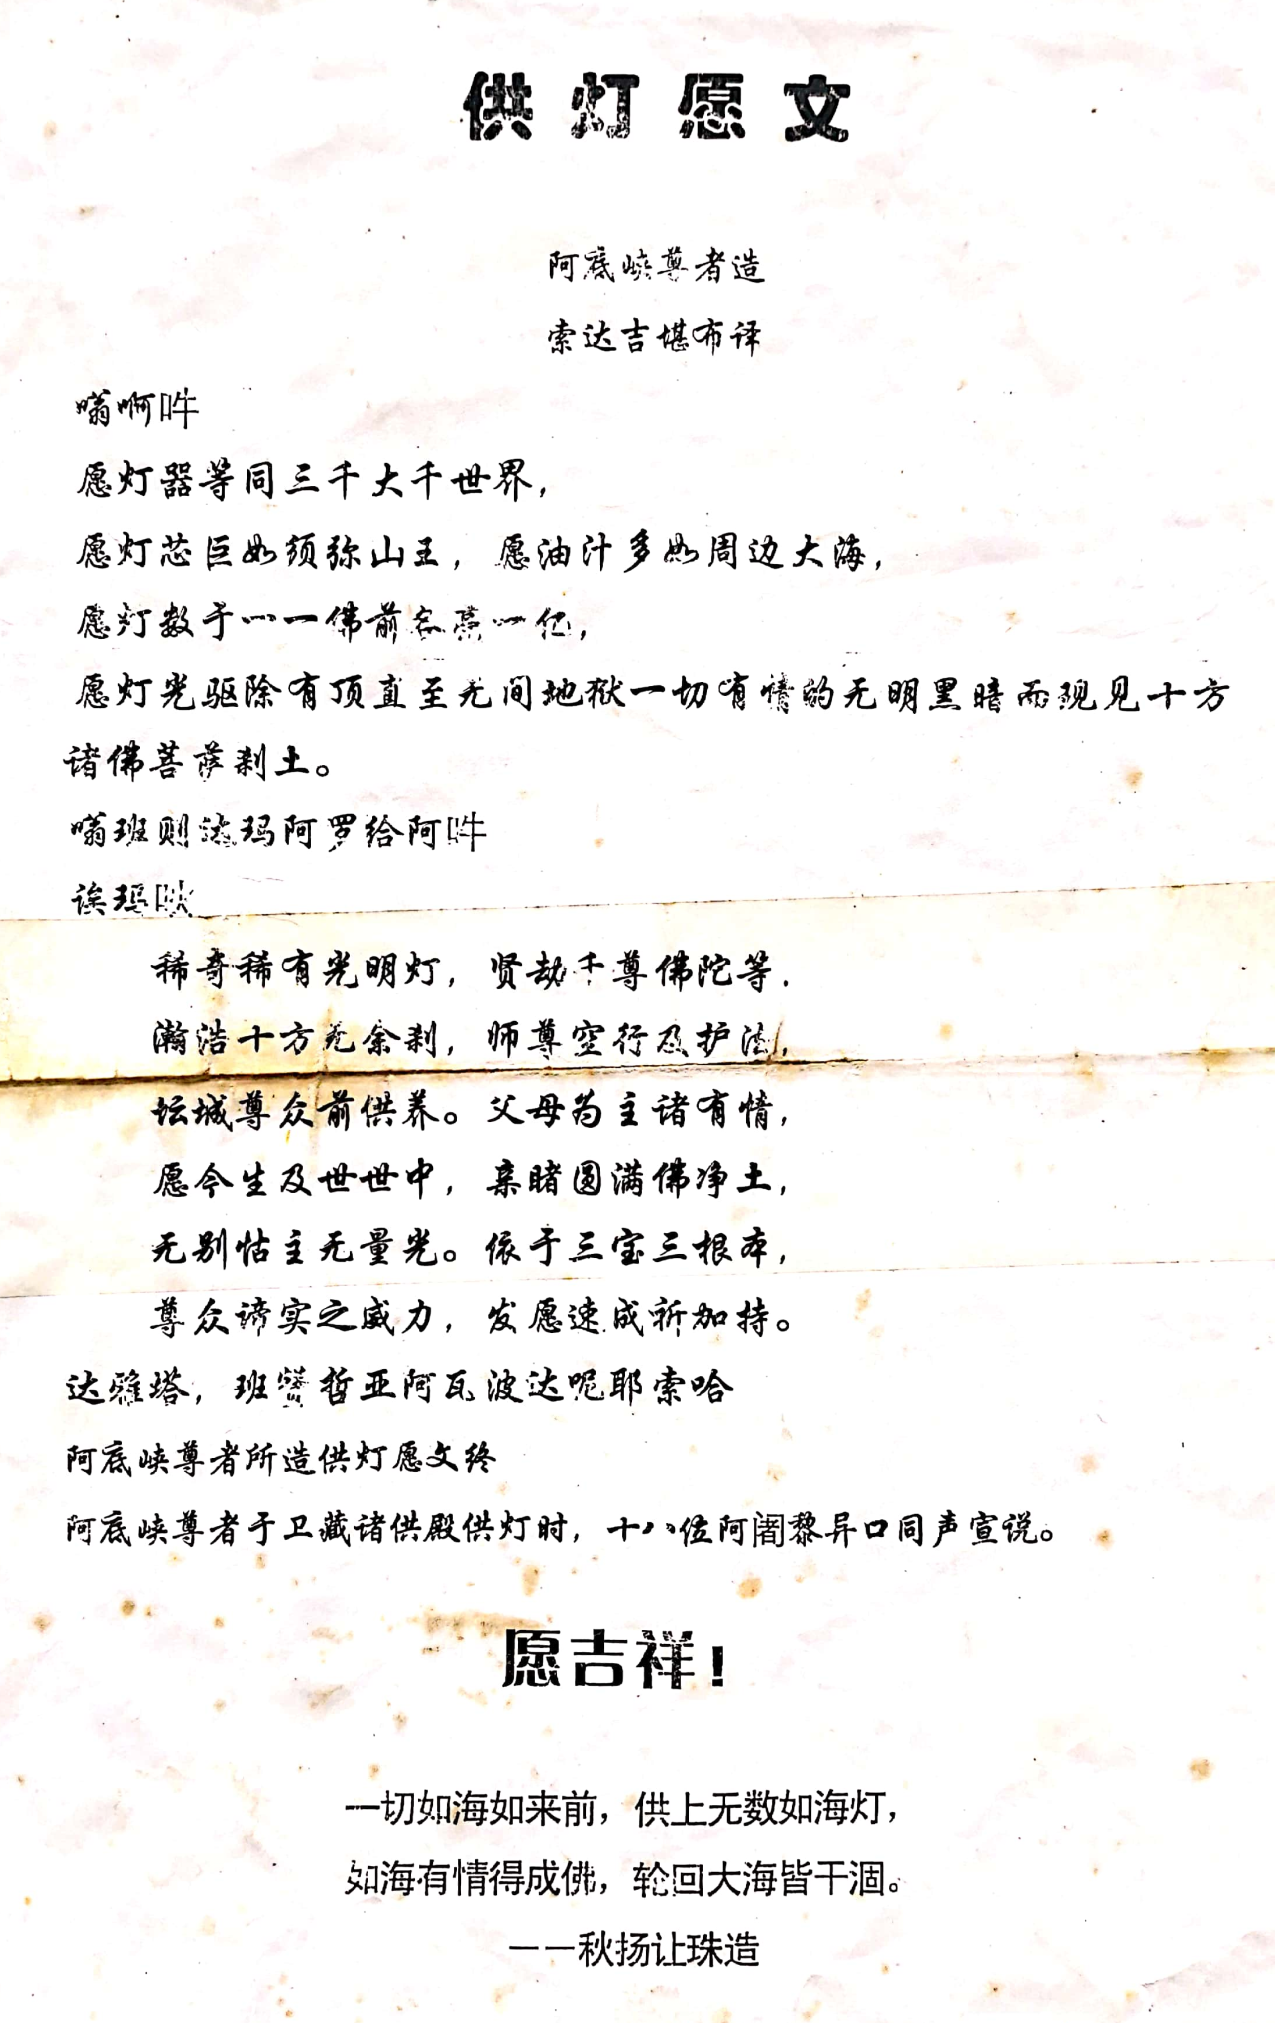 供灯愿文
阿底峡尊者造
索达吉堪布译
嗡啊吽
愿灯器等同三千大千世界，
愿灯芯巨如须弥山王，愿油汁多如周边大海，
愿灯数于一一佛前各亮一亿，
愿灯光驱除有顶直至无间地狱一切有情的无明黑暗而现见十方
诸佛菩萨刹土。
嗡班则达玛阿罗给阿吽
诶玛吙
稀奇稀有光明灯，贤劫千尊佛陀等，
瀚浩十方无余刹，师尊空行及护法，
坛城尊众前供养。父母为主诸有情，
愿今生及世世中，亲睹圆满佛净土，
无别怙主无量光。依于三宝三根本，
尊众谛实之威力，发愿速成祈加持。
达雅塔，班赞哲亚阿瓦波达呢耶索哈
阿底峡尊者所造供灯愿文终
阿底峡尊者于卫藏诸供殿供灯时，十八位阿阇黎异口同声宣说。
愿吉祥！
一切如海如来前，供上无数如海灯，
如海有情得成佛，轮回大海皆干涸。
——秋扬让珠造